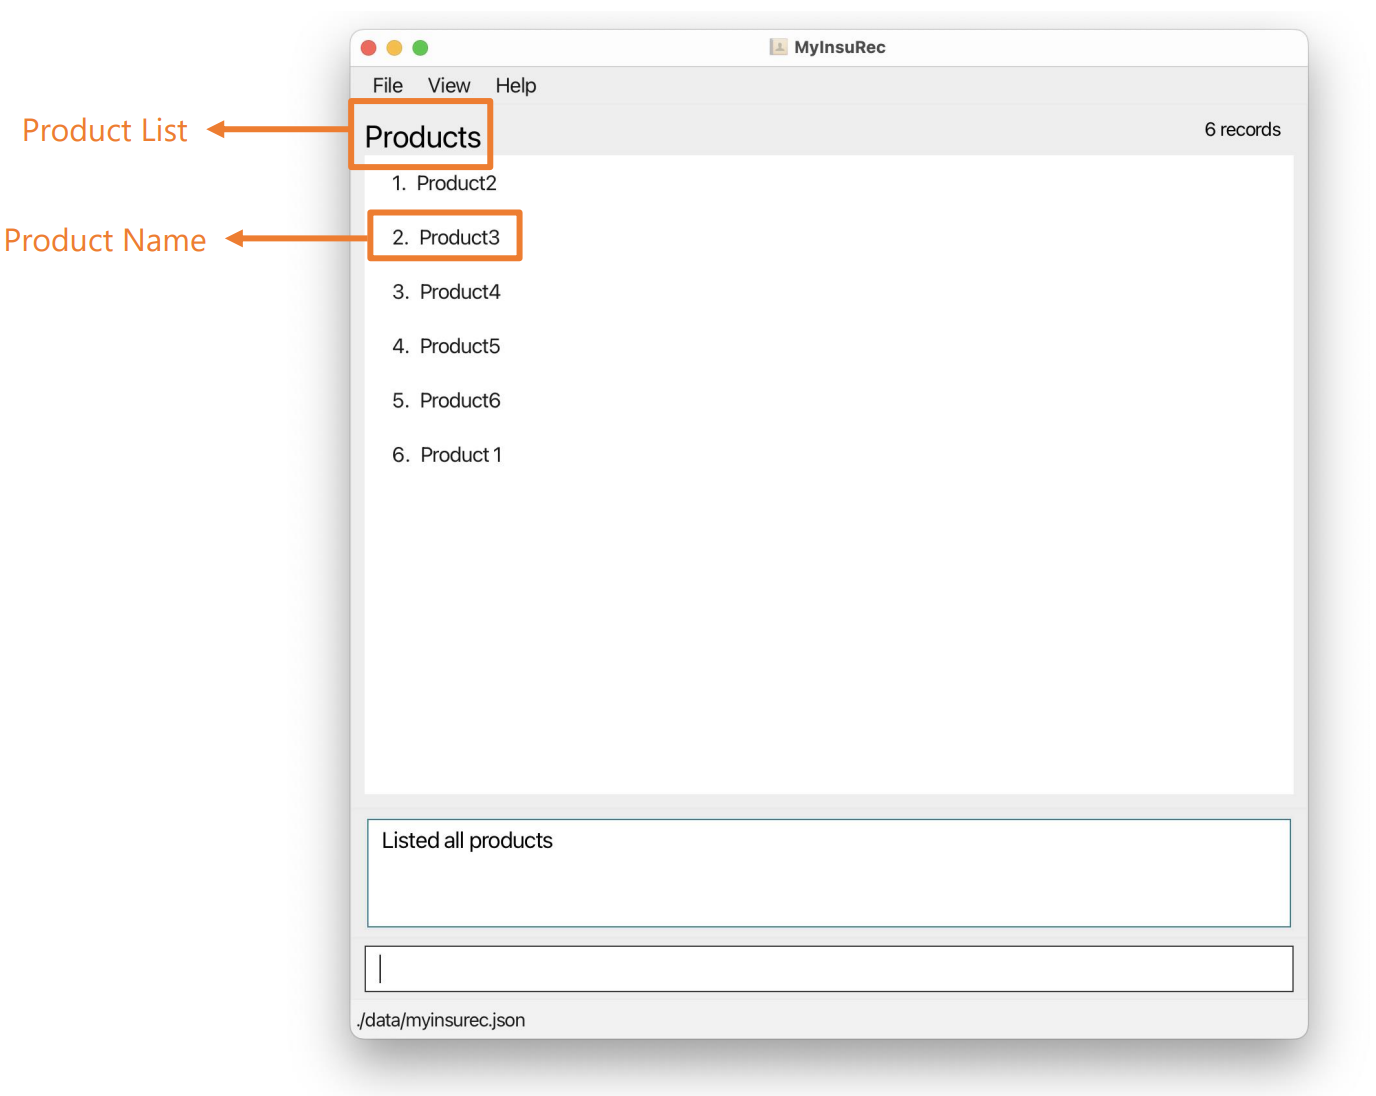 MyInsuRec
File View Help
Product List
Products
6 records
1. Product2
Product Name
2. Product3
3. Product4
4. Product5
5. Product6
6. Product 1
Listed all products
./data/myinsurec.json